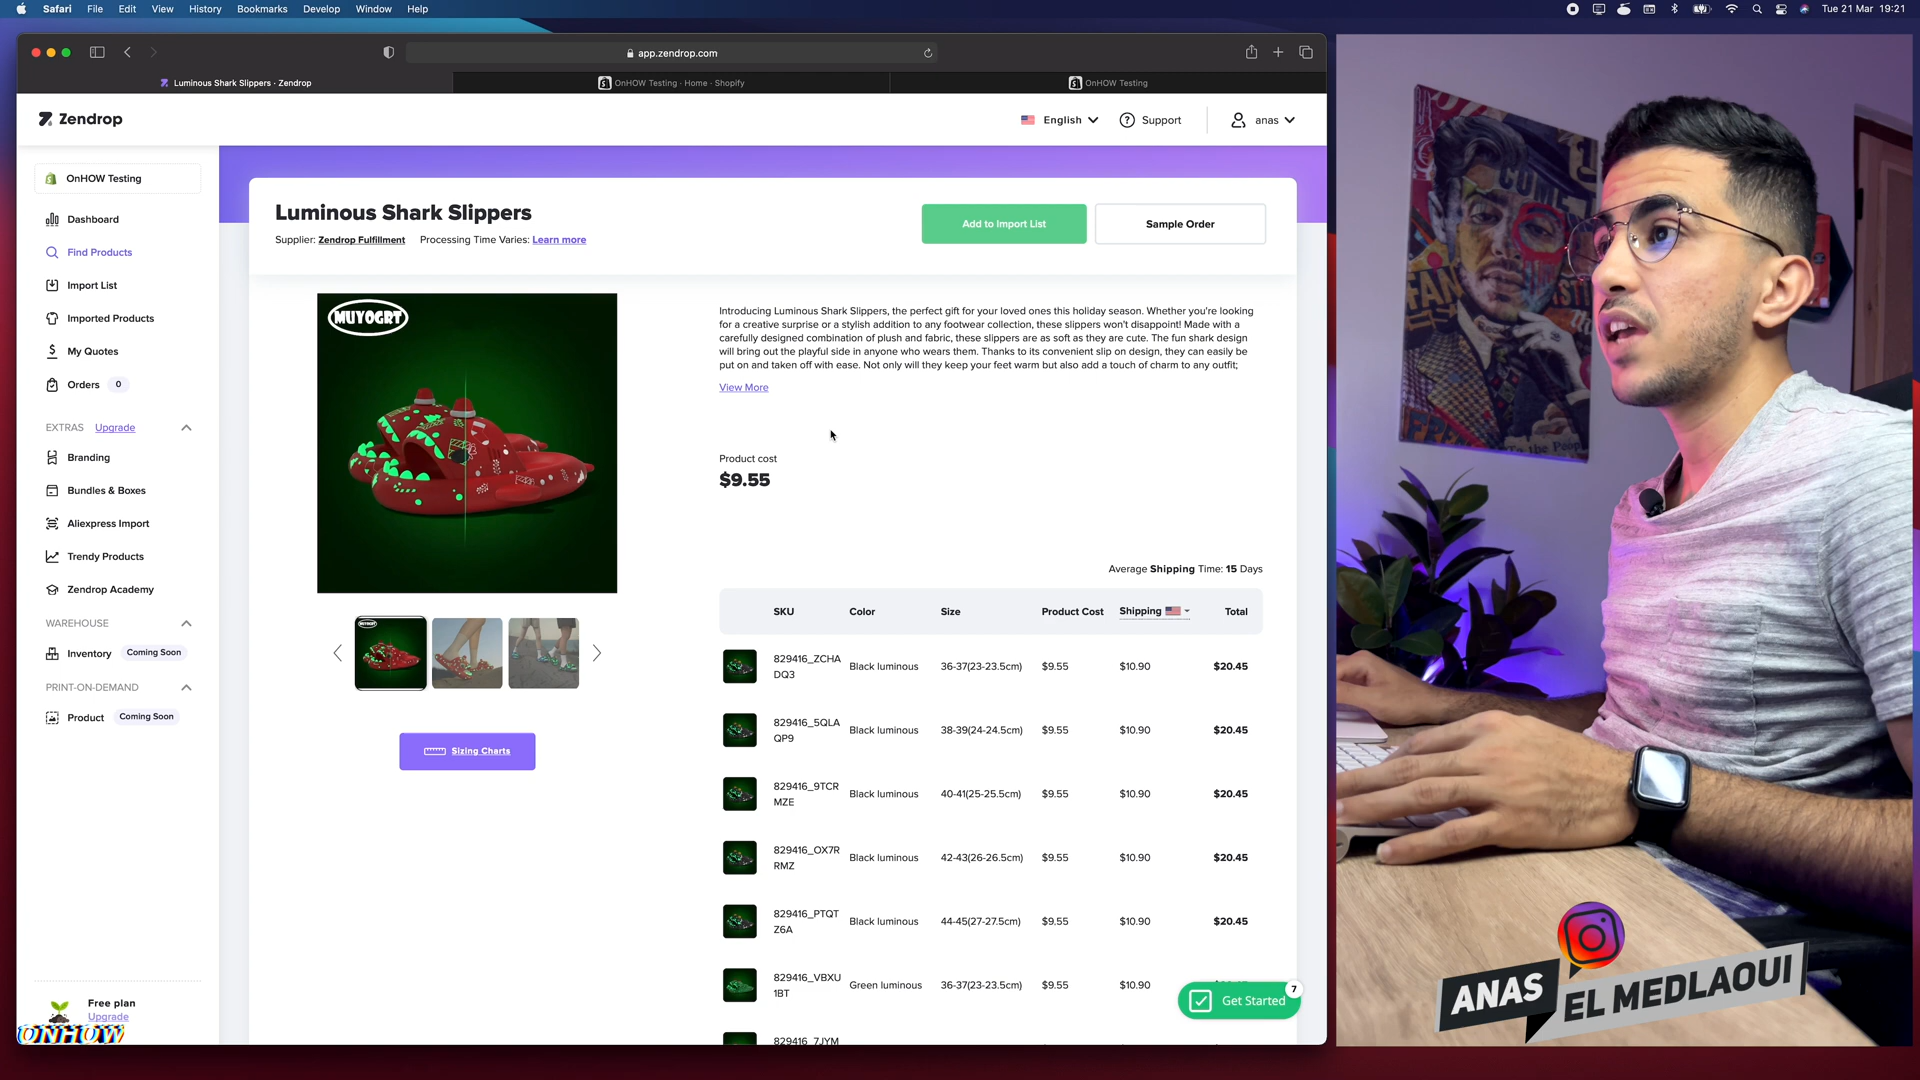 Safari File Edit View History Bookmarks Develop Window Help Tue 21 Mar 19:21
app.zendrop.com
Luminous Shark Slippers - Zendrop OnHOW Testing - Home - Shopify OnHOW Testing
Zendrop English Support anas
OnHOW Testing
Dashboard
Find Products
Import List
Imported Products
My Quotes
Orders 0
EXTRAS Upgrade
Branding
Bundles & Boxes
Aliexpress Import
Trendy Products
Zendrop Academy
WAREHOUSE
Inventory Coming Soon
PRINT-ON-DEMAND
Product Coming Soon
Free plan
Upgrade
ONHOW
Luminous Shark Slippers
Supplier: Zendrop Fulfillment Processing Time Varies: Learn more
Add to Import List Sample Order
MUYOGRT
Sizing Charts
Introducing Luminous Shark Slippers, the perfect gift for your loved ones this holiday season. Whether you're looking
for a creative surprise or a stylish addition to any footwear collection, these slippers won't disappoint! Made with a
carefully designed combination of plush and fabric, these slippers are as soft as they are cute. The fun shark design
will bring out the playful side in anyone who wears them. Thanks to its convenient slip on design, they can easily be
put on and taken off with ease. Not only will they keep your feet warm but also add a touch of charm to any outfit;
View More
Product cost
$9.55
Average Shipping Time: 15 Days
SKU Color Size Product Cost Shipping Total
829416_ZCHA
DQ3 Black luminous 36-37(23-23.5cm) $9.55 $10.90 $20.45
829416_5QLA
QP9 Black luminous 38-39(24-24.5cm) $9.55 $10.90 $20.45
829416_9TCR
MZE Black luminous 40-41(25-25.5cm) $9.55 $10.90 $20.45
829416_OX7R
RMZ Black luminous 42-43(26-26.5cm) $9.55 $10.90 $20.45
829416_PTQT
Z6A Black luminous 44-45(27-27.5cm) $9.55 $10.90 $20.45
829416_VBXU
1BT Green luminous 36-37(23-23.5cm) $9.55 $10.90
829416_7JYM
Get Started 7
to the People
ANAS
EL MEDLAOUI